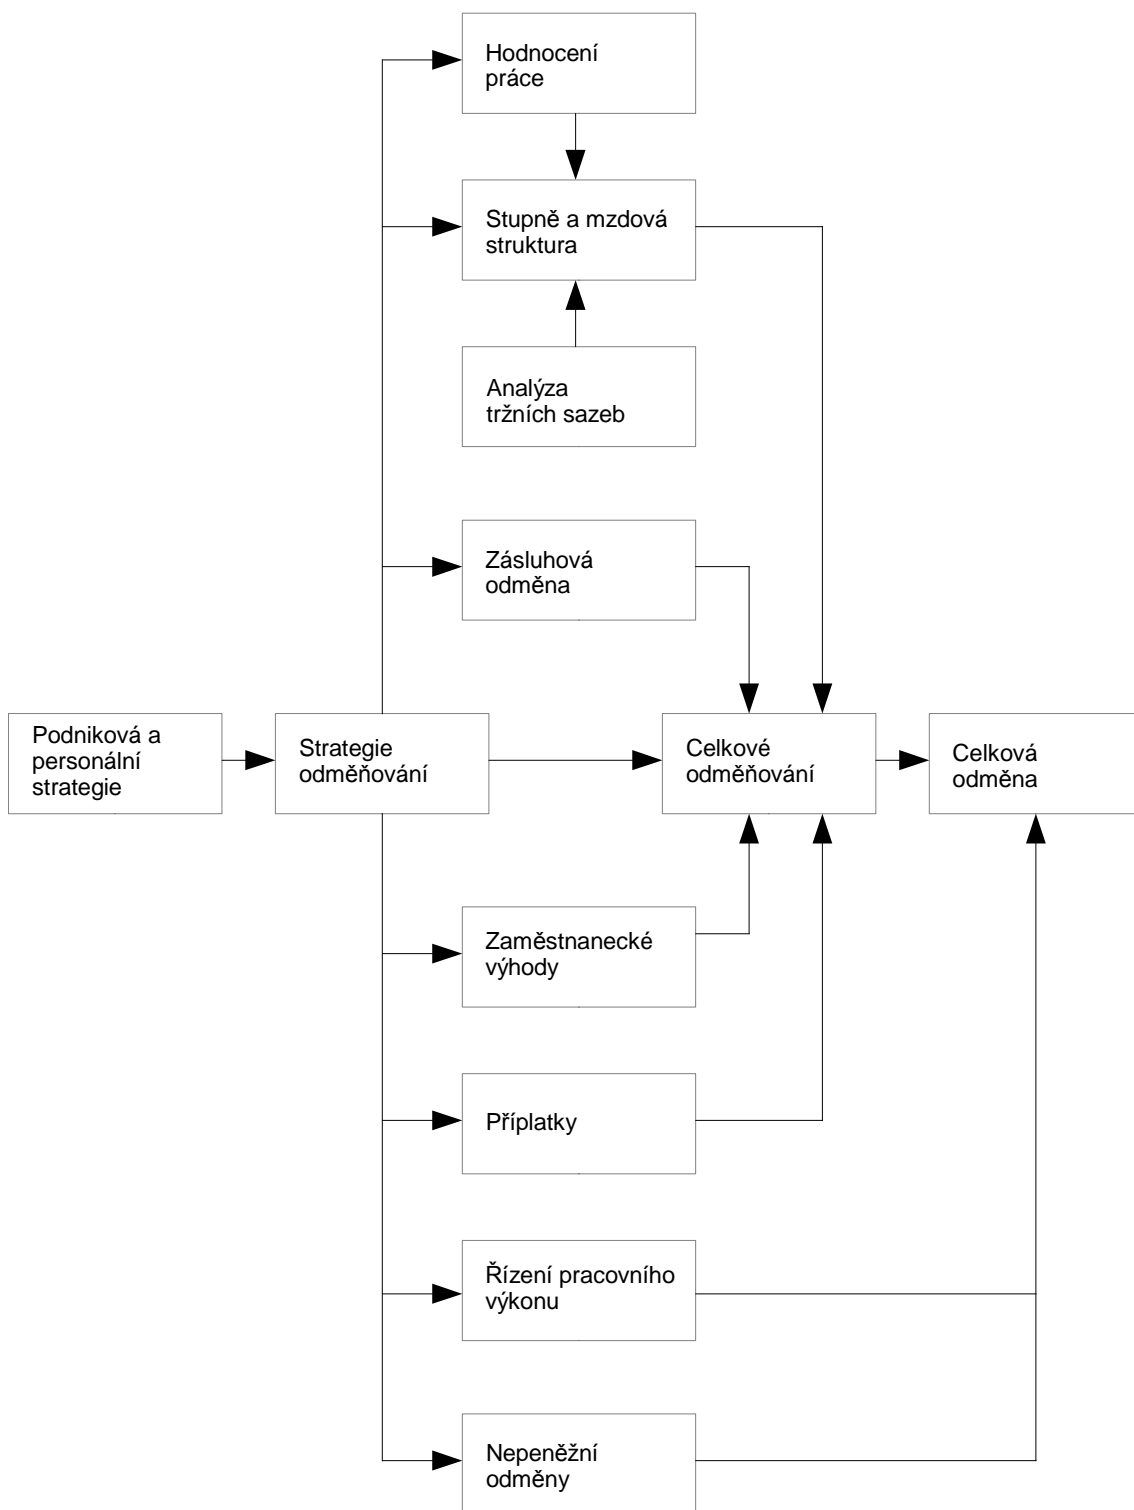 Hodnocení
práce
Stupně a mzdová
struktura
Analýza
tržních sazeb
Zásluhová
odměna
Podniková a
personální
strategie
Strategie
odměňování
Celkové
odměňování
Celková
odměna
Zaměstnanecké
výhody
Příplatky
Řízení pracovního
výkonu
Nepeněžní
odměny